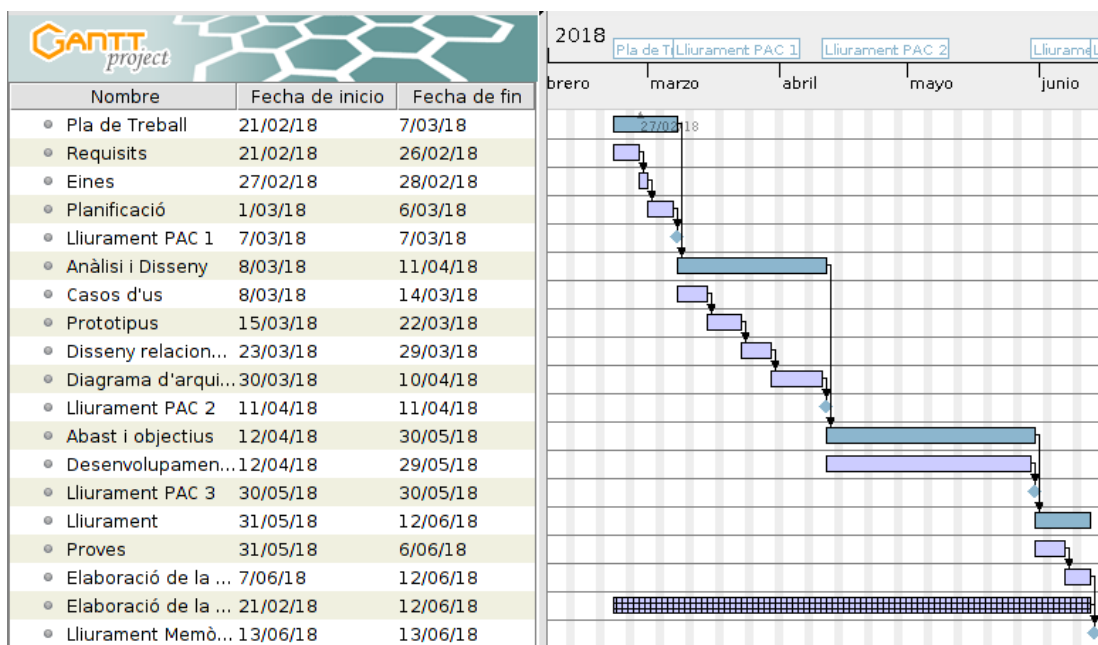 GANTT
project
2018
Pla de T Lliurament PAC 1 Lliurament PAC 2 Lliurame L
brero marzo abril mayo junio
Nombre Fecha de inicio Fecha de fin
27/02/18
Pla de Treball 21/02/18 7/03/18
Requisits 21/02/18 26/02/18
Eines 27/02/18 28/02/18
Planificació 1/03/18 6/03/18
Lliurament PAC 1 7/03/18 7/03/18
Anàlisi i Disseny 8/03/18 11/04/18
Casos d'us 8/03/18 14/03/18
Prototipus 15/03/18 22/03/18
Disseny relacion... 23/03/18 29/03/18
Diagrama d'arqui... 30/03/18 10/04/18
Lliurament PAC 2 11/04/18 11/04/18
Abast i objectius 12/04/18 30/05/18
Desenvolupamen... 12/04/18 29/05/18
Lliurament PAC 3 30/05/18 30/05/18
Lliurament 31/05/18 12/06/18
Proves 31/05/18 6/06/18
Elaboració de la ... 7/06/18 12/06/18
Elaboració de la ... 21/02/18 12/06/18
Lliurament Memò... 13/06/18 13/06/18